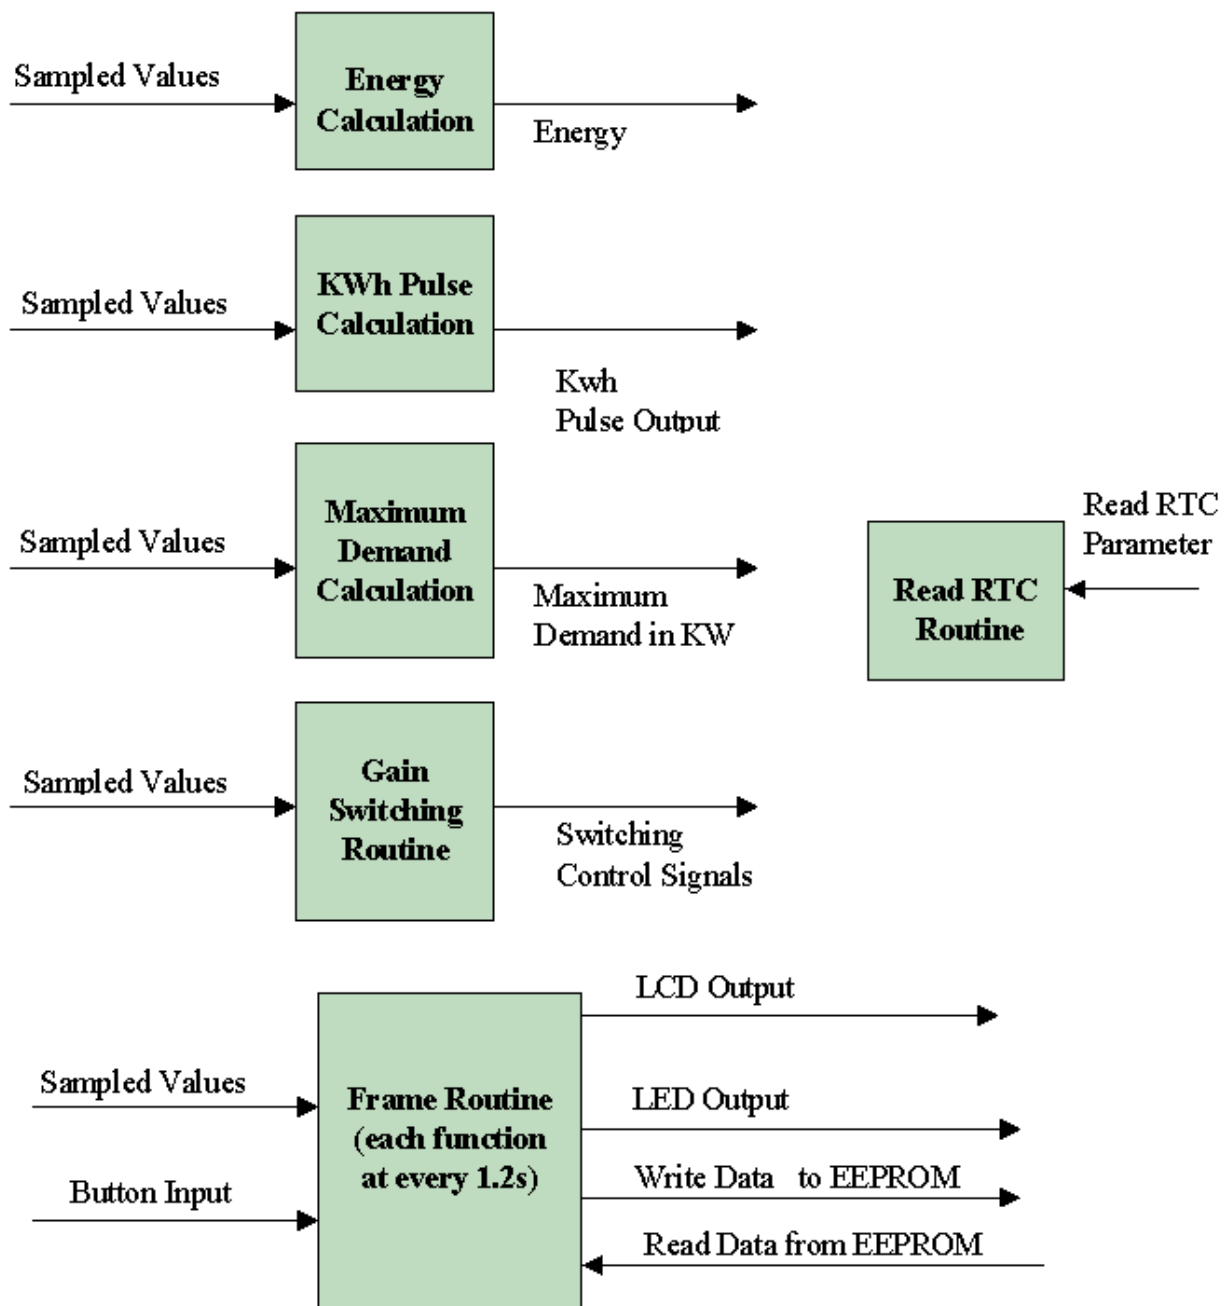 Sampled Values
Energy
Calculation
Energy
Sampled Values
KWh Pulse
Calculation
Kwh
Pulse Output
Sampled Values
Maximum
Demand
Calculation
Maximum
Demand in KW
Read RTC
Parameter
Read RTC
Routine
Sampled Values
Gain
Switching
Routine
Switching
Control Signals
Sampled Values
Button Input
Frame Routine
(each function
at every 1.2s)
LCD Output
LED Output
Write Data to EEPROM
Read Data from EEPROM